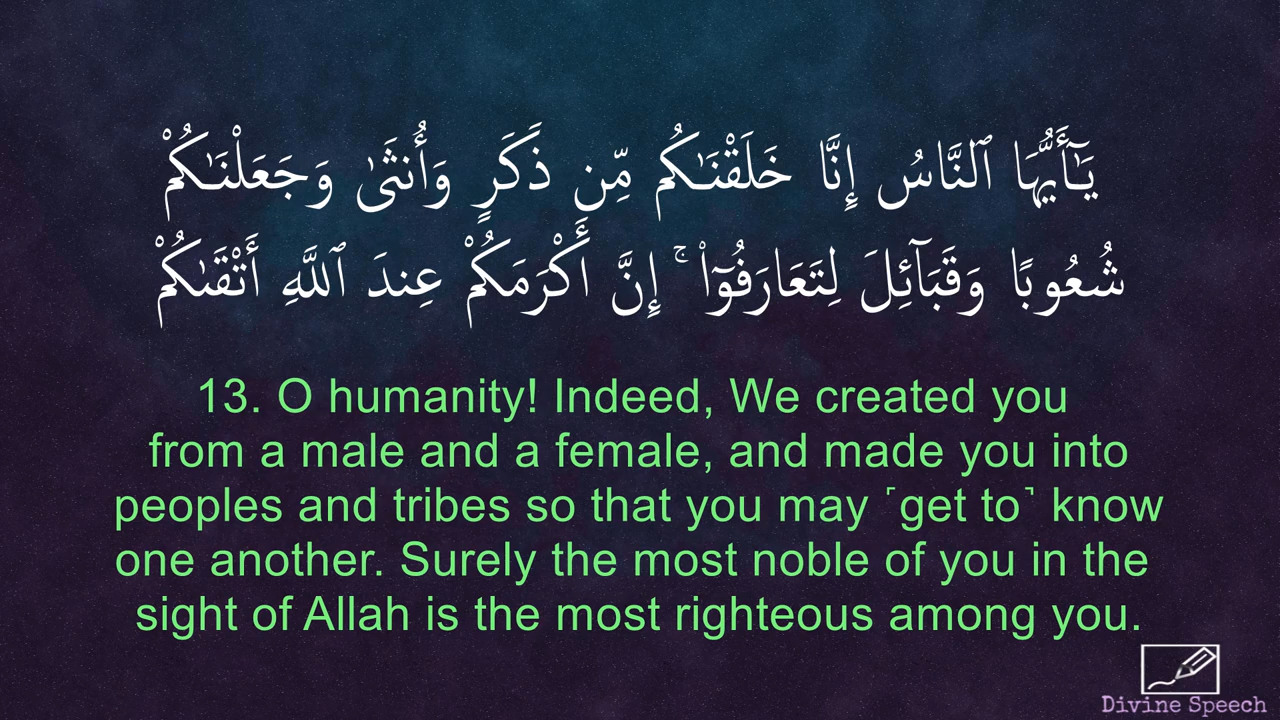 يَـٰٓأَيُّهَا ٱلنَّاسُ إِنَّا خَلَقْنَـٰكُم مِّن ذَكَرٍ وَأُنثَىٰ وَجَعَلْنَـٰكُمْ
شُعُوبًا وَقَبَآئِلَ لِتَعَارَفُوٓا۟ ۚ إِنَّ أَكْرَمَكُمْ عِندَ ٱللَّهِ أَتْقَىٰكُمْ
13. O humanity! Indeed, We created you
from a male and a female, and made you into
peoples and tribes so that you may ˹get to˺ know
one another. Surely the most noble of you in the
sight of Allah is the most righteous among you.
Divine Speech